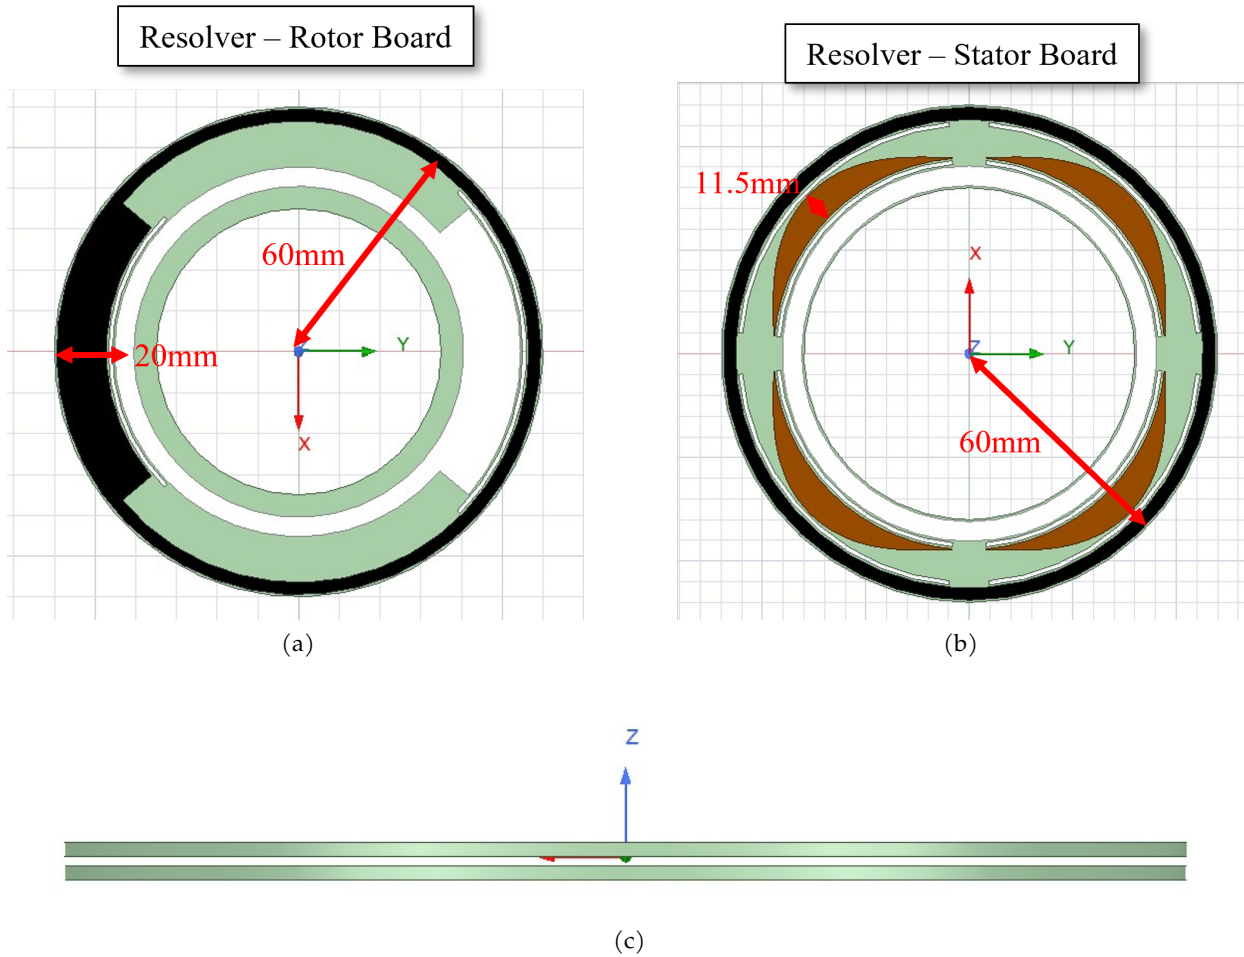 Resolver – Rotor Board
Resolver – Stator Board
60mm
20mm
Y
X
Z
11.5mm
X
Z
Y
60mm
(a)
(b)
Z
(c)